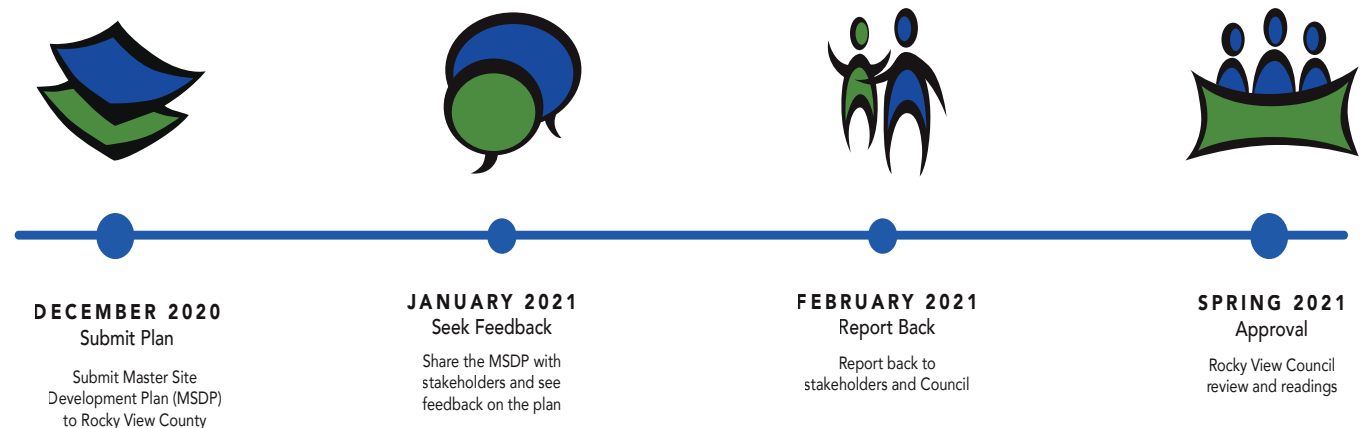 DECEMBER 2020
Submit Plan
Submit Master Site
Development Plan (MSDP)
to Rocky View County
JANUARY 2021
Seek Feedback
Share the MSDP with
stakeholders and see
feedback on the plan
FEBRUARY 2021
Report Back
Report back to
stakeholders and Council
SPRING 2021
Approval
Rocky View Council
review and readings